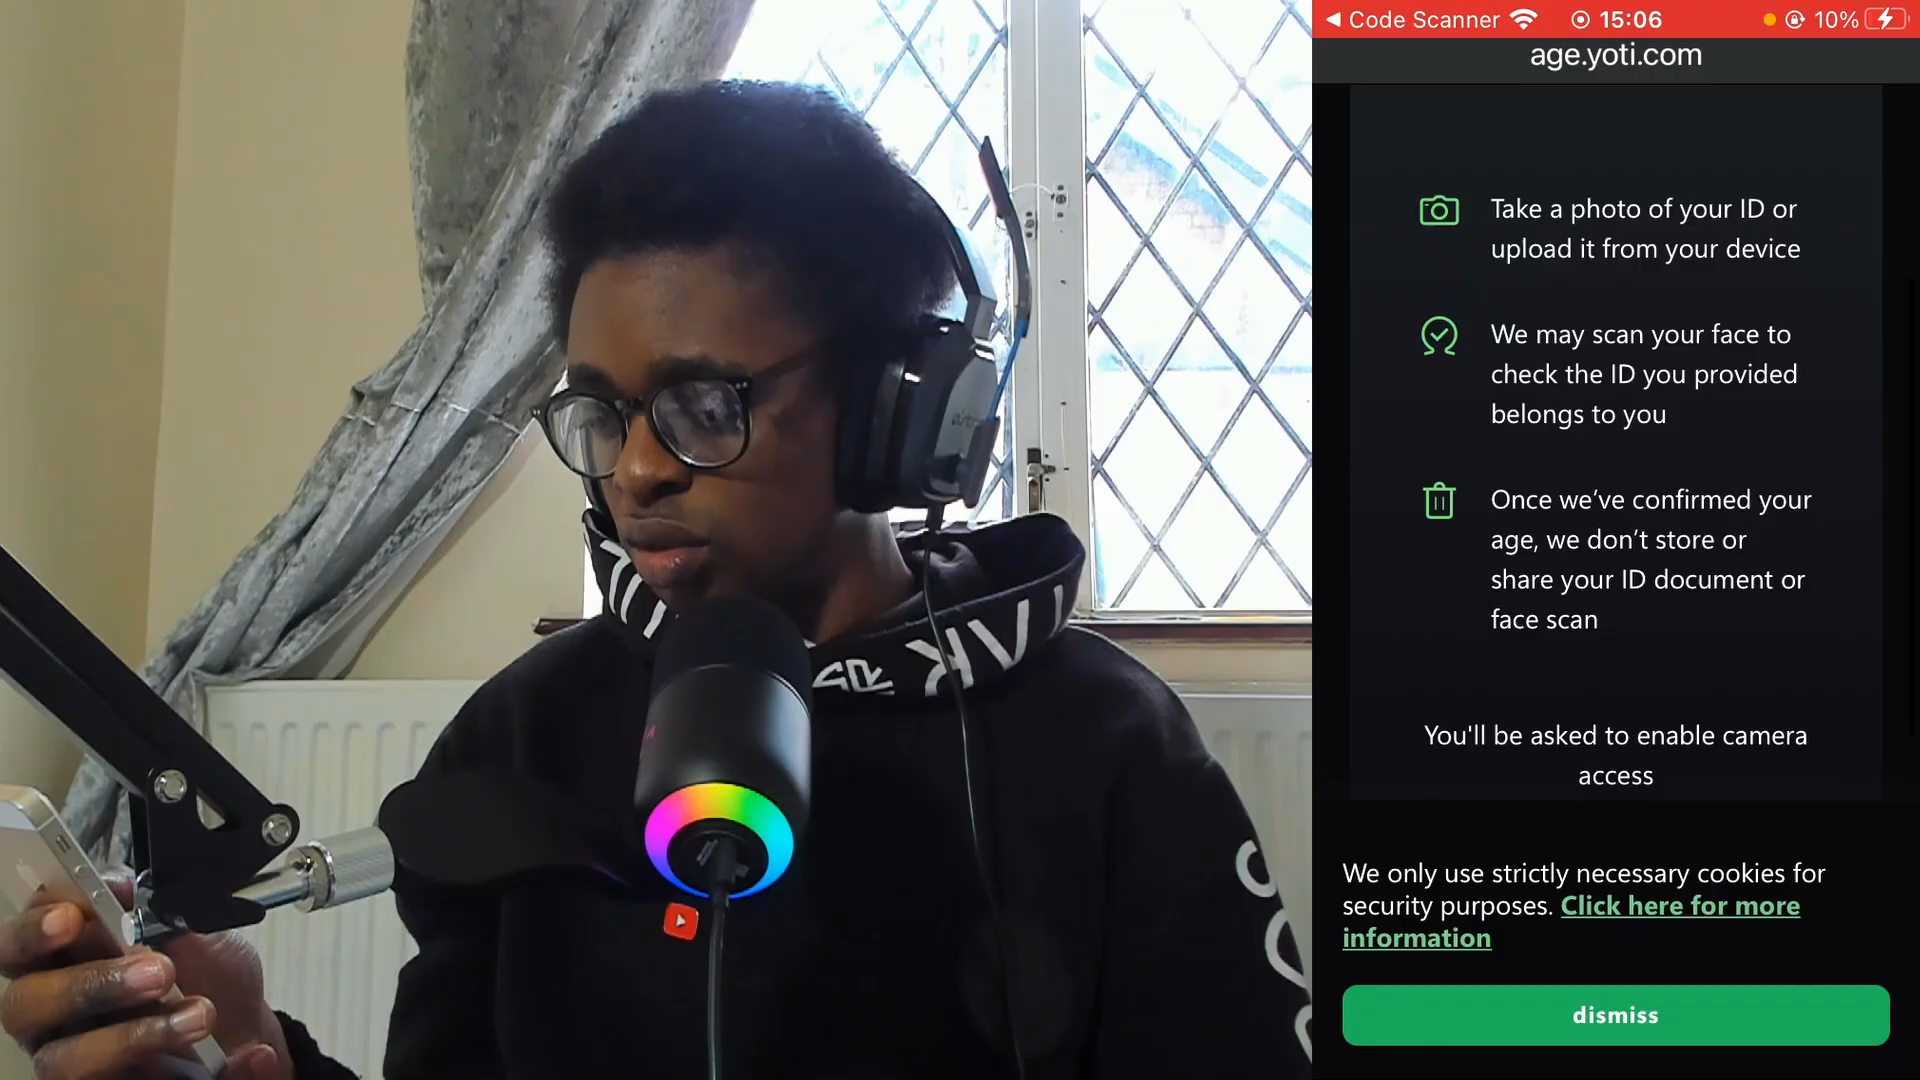 Code Scanner 15:06 10%
age.yoti.com
Take a photo of your ID or
upload it from your device
We may scan your face to
check the ID you provided
belongs to you
Once we’ve confirmed your
age, we don’t store or
share your ID document or
face scan
You'll be asked to enable camera
access
We only use strictly necessary cookies for
security purposes. Click here for more
information
dismiss